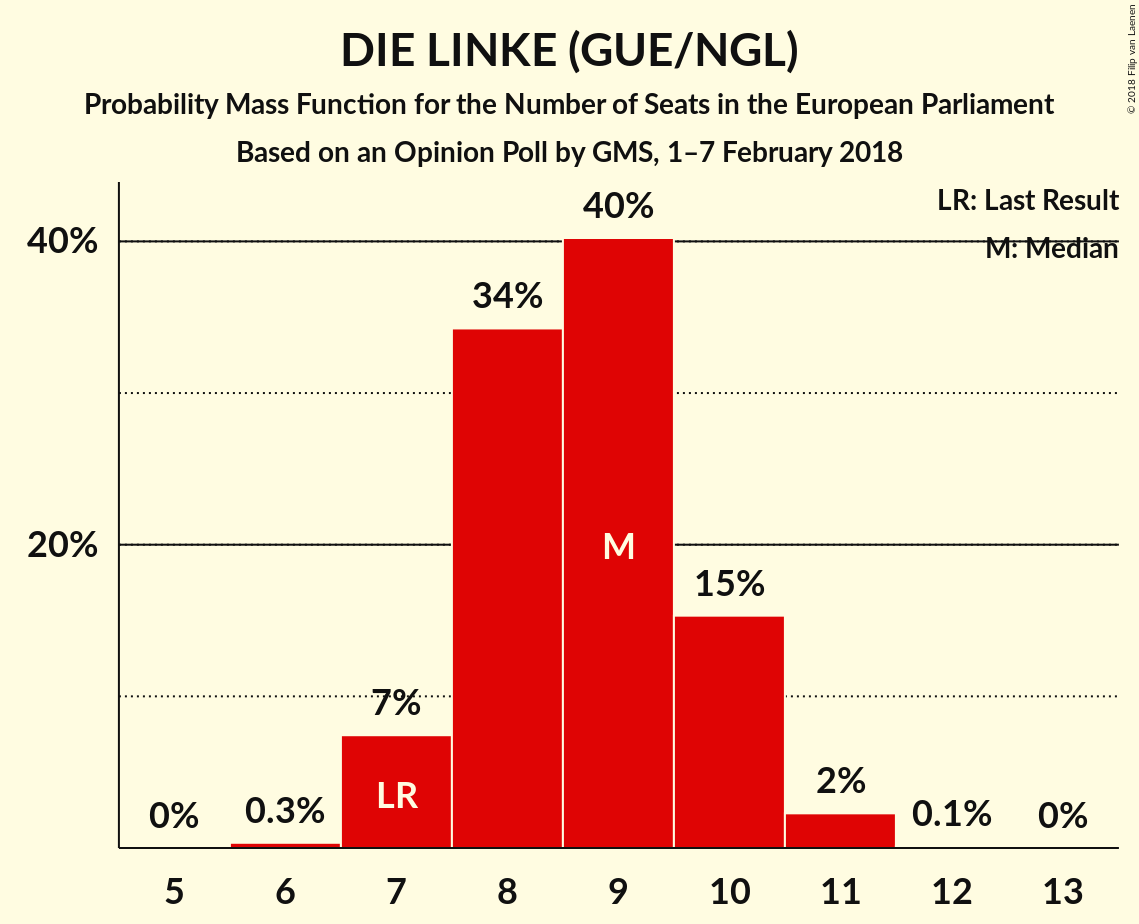 DIE LINKE (GUE/NGL)
Probability Mass Function for the Number of Seats in the European Parliament
Based on an Opinion Poll by GMS, 1–7 February 2018
© 2018 Filip van Laenen
LR: Last Result
M: Median
40%
20%
0%
0.3%
7%
34%
40%
15%
2%
0.1%
0%
LR
M
5 6 7 8 9 10 11 12 13